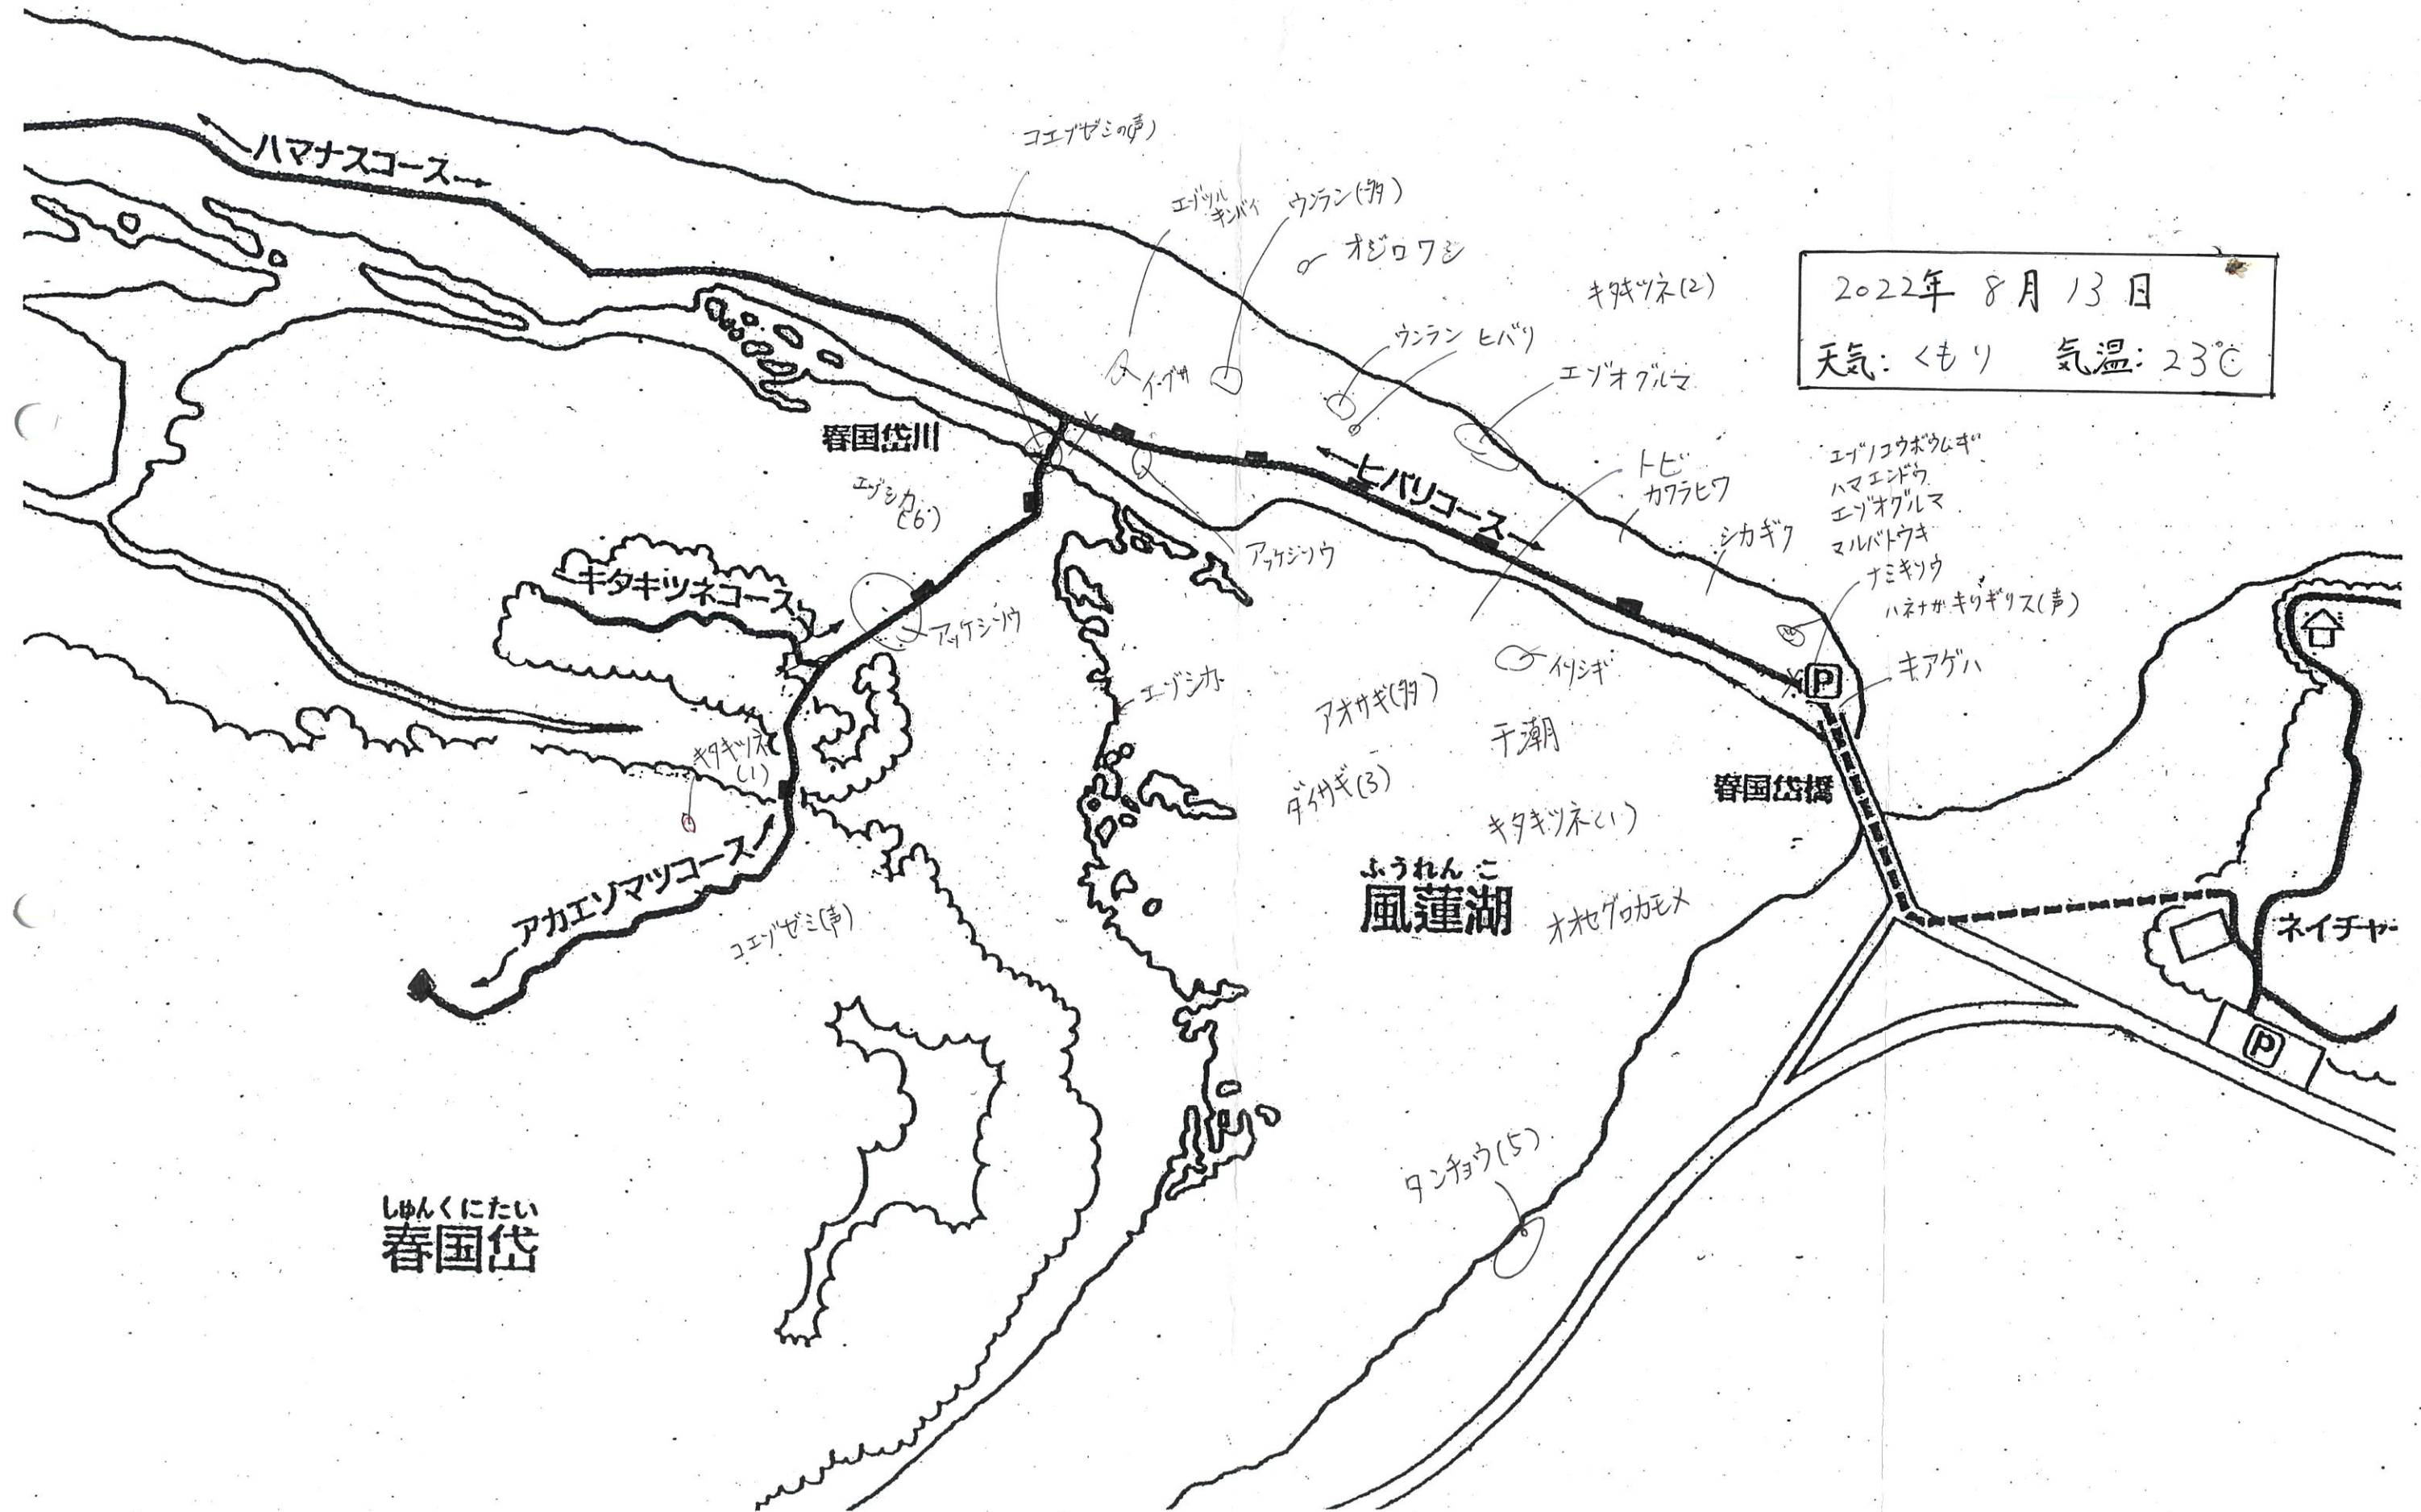 コエゾゼミの(声)
←ハマナスコース→
エゾツル
キンバイ
ウンラン(多)
オジロワシ
キタキツネ(2)
2022年 8月 13日
天気: くもり 気温: 23℃
ウンラン ヒバリ
イブサ
エゾオグルマ
春国岱川
エゾシカ
(6)
←ヒバリコース→
トビ
カワラヒワ
シカギク
エゾノコウボウムギ
ハマエンドウ
エゾオグルマ
マルバトウキ
ナミキソウ
ハネナガキリギリス(声)
キアゲハ
アッケシソウ
キタキツネコース
アッケシソウ
イソシギ
エゾシカ
アオサギ(多)
干潮
キタキツネ
(1)
ダイサギ(3)
春国岱橋
キタキツネ(1)
アカエゾマツコース
ふうれんこ
風蓮湖
オオセグロカモメ
コエゾゼミ(声)
ネイチャー
P
P
タンチョウ(5)
しゅんくにたい
春国岱